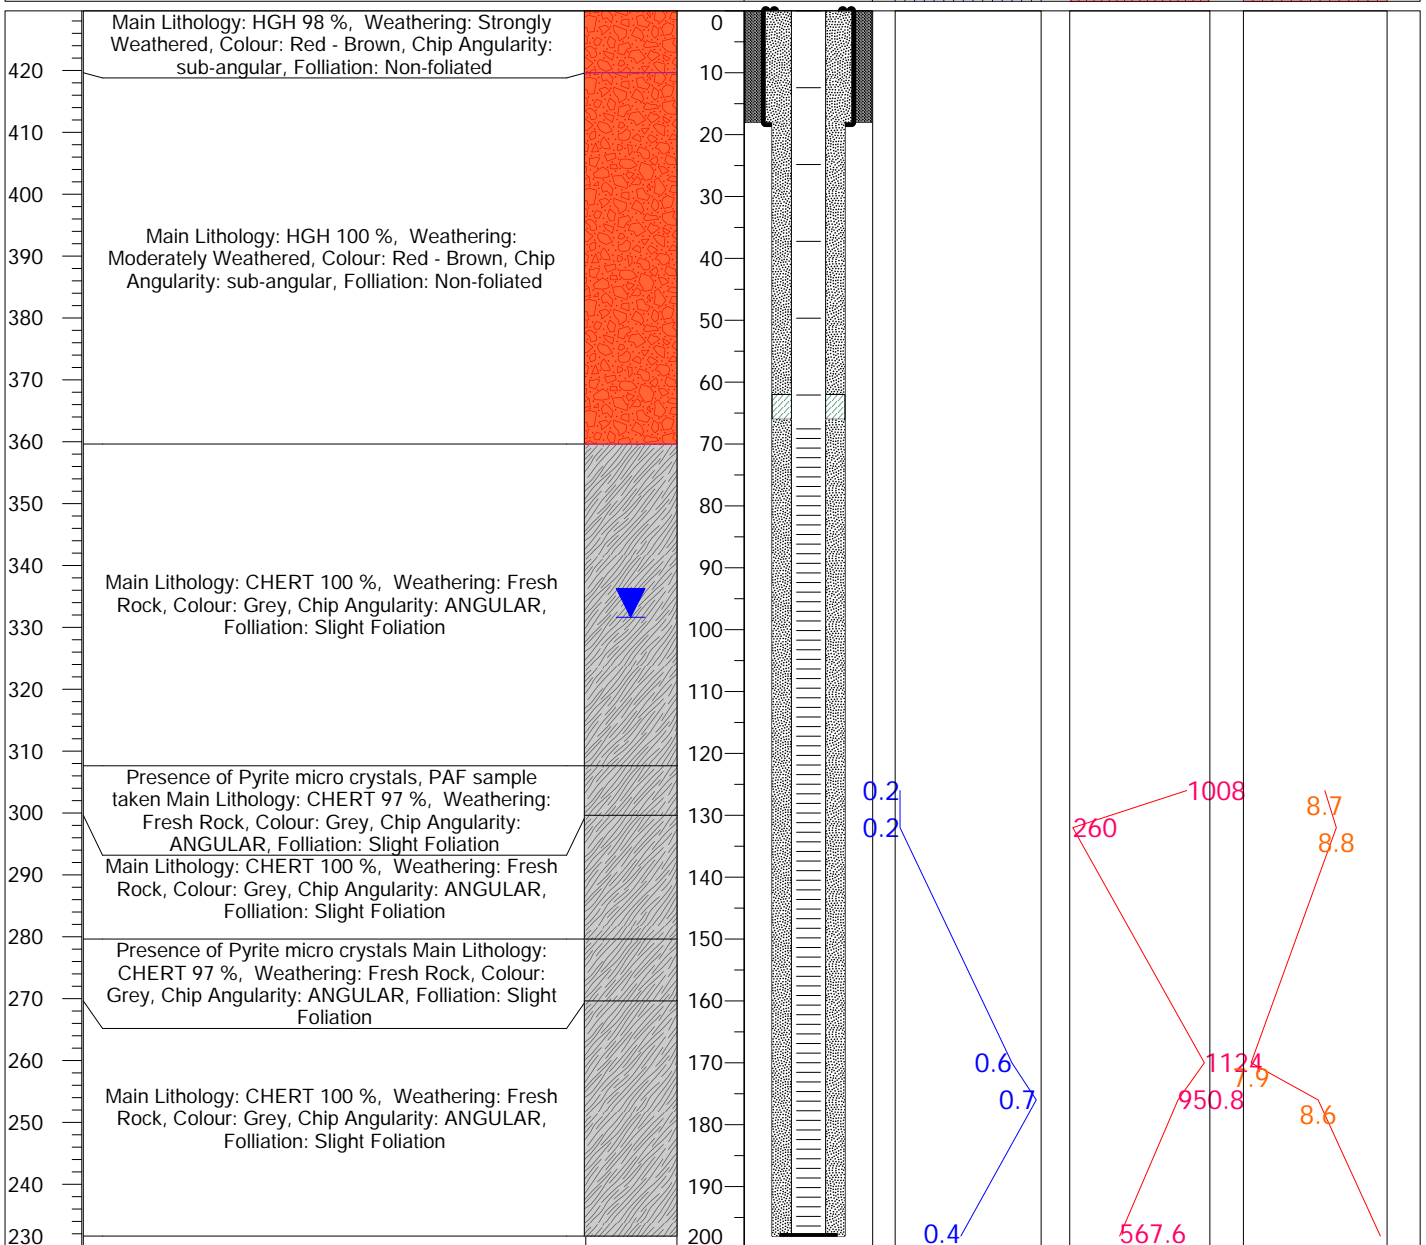 Main Lithology: HGH 98 %,  Weathering: Strongly
Weathered, Colour: Red - Brown, Chip Angularity:
sub-angular, Folliation: Non-foliated
Main Lithology: HGH 100 %,  Weathering:
Moderately Weathered, Colour: Red - Brown, Chip
Angularity: sub-angular, Folliation: Non-foliated
Main Lithology: CHERT 100 %,  Weathering: Fresh
Rock, Colour: Grey, Chip Angularity: ANGULAR,
Folliation: Slight Foliation
Presence of Pyrite micro crystals, PAF sample
taken Main Lithology: CHERT 97 %,  Weathering:
Fresh Rock, Colour: Grey, Chip Angularity:
ANGULAR, Folliation: Slight Foliation
Main Lithology: CHERT 100 %,  Weathering: Fresh
Rock, Colour: Grey, Chip Angularity: ANGULAR,
Folliation: Slight Foliation
Presence of Pyrite micro crystals Main Lithology:
CHERT 97 %,  Weathering: Fresh Rock, Colour:
Grey, Chip Angularity: ANGULAR, Folliation: Slight
Foliation
Main Lithology: CHERT 100 %,  Weathering: Fresh
Rock, Colour: Grey, Chip Angularity: ANGULAR,
Folliation: Slight Foliation
420
410
400
390
380
370
360
350
340
330
320
310
300
290
280
270
260
250
240
230
0
10
20
30
40
50
60
70
80
90
100
110
120
130
140
150
160
170
180
190
200
0.2
0.2
0.6
0.7
0.4
1008
260
1124
950.8
567.6
8.7
8.8
7.9
8.6